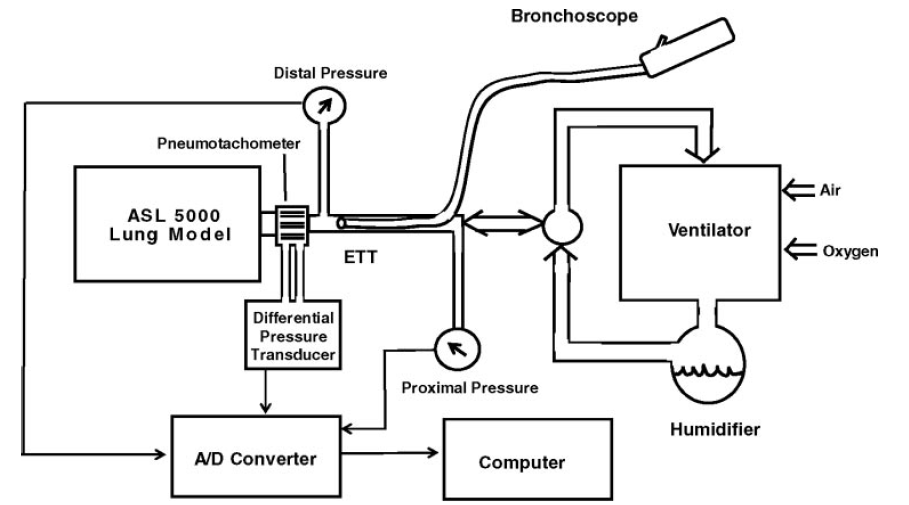 Bronchoscope
Distal Pressure
Pneumotachometer
ASL 5000
Lung Model
ETT
Ventilator
Air
Oxygen
Differential
Pressure
Transducer
Proximal Pressure
Humidifier
A/D Converter
Computer